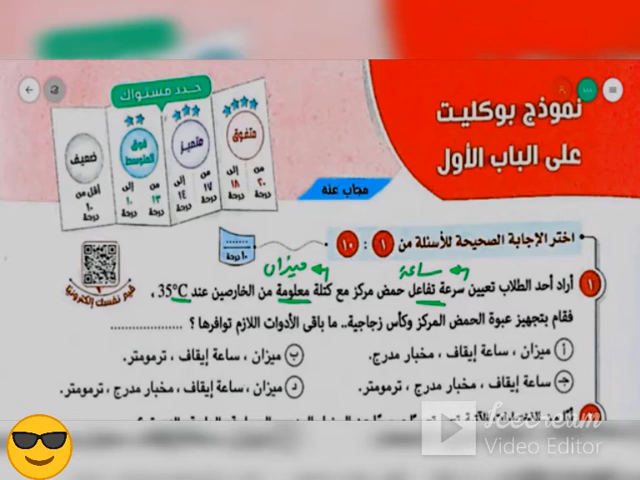 نموذج بوكليت
على الباب الأول
حدد مستواك
متفوق
من
٢٠
إلى
١٨
درجة
متميز
من
١٧
إلى
١٤
درجة
فوق المتوسط
من
١٣
إلى
١٠
درجة
ضعيف
أقل من
١٠
درجة
مجاب عنه
اختر الإجابة الصحيحة للأسئلة من ١ : ١٠
١٠ درجة
قيم نفسك إلكترونيا
ساعة
ميزان
١ أراد أحد الطلاب تعيين سرعة تفاعل حمض مركز مع كتلة معلومة من الخارصين عند 35°C ،
فقام بتجهيز عبوة الحمض المركز وكأس زجاجية.. ما باقى الأدوات اللازم توافرها ؟ ................
أ ميزان ، ساعة إيقاف ، مخبار مدرج.
ب ميزان ، ساعة إيقاف ، ترمومتر.
ج ساعة إيقاف ، مخبار مدرج ، ترمومتر.
د ميزان ، ساعة إيقاف ، مخبار مدرج ، ترمومتر.
Video Editor